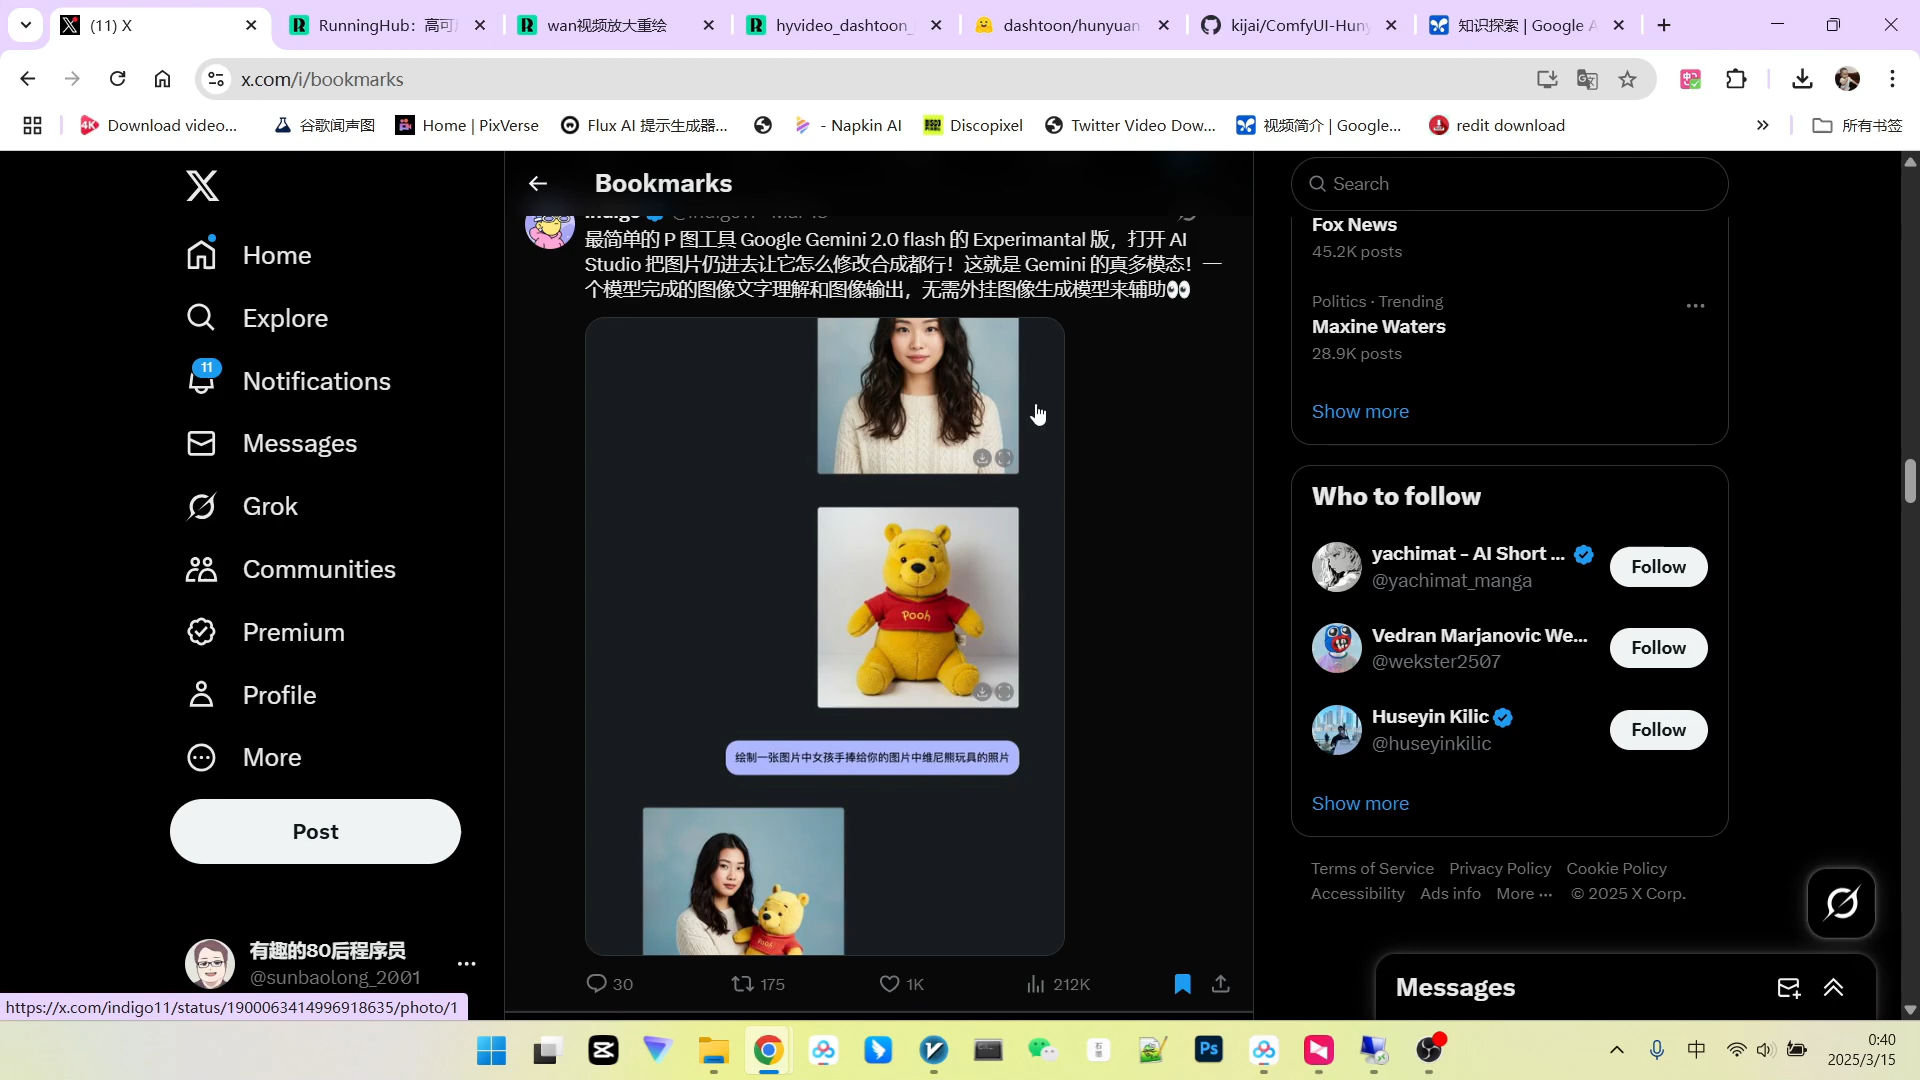 (11) X
RunningHub：高可
wan视频放大重绘
hyvideo_dashtoon_
dashtoon/hunyuan
kijai/ComfyUI-Hun
知识探索 | Google A
x.com/i/bookmarks
Download video...
谷歌闻声图
Home | PixVerse
Flux AI 提示生成器...
- Napkin AI
Discopixel
Twitter Video Dow...
视频简介 | Google...
redit download
所有书签
Home
Explore
11
Notifications
Messages
Grok
Communities
Premium
Profile
More
Post
有趣的80后程序员
@sunbaolong_2001
https://x.com/indigo11/status/1900063414996918635/photo/1
Bookmarks
最简单的 P 图工具 Google Gemini 2.0 flash 的 Experimantal 版，打开 AI
Studio 把图片仍进去让它怎么修改合成都行！这就是 Gemini 的真多模态！一
个模型完成的图像文字理解和图像输出，无需外挂图像生成模型来辅助👀
Pooh
绘制一张图片中女孩手捧给你的图片中维尼熊玩具的照片
Pooh
30
175
1K
212K
Search
Fox News
45.2K posts
Politics · Trending
Maxine Waters
28.9K posts
Show more
Who to follow
yachimat - AI Short ...
@yachimat_manga
Follow
Vedran Marjanovic We...
@wekster2507
Follow
Huseyin Kilic
@huseyinkilic
Follow
Show more
Terms of Service Privacy Policy Cookie Policy
Accessibility Ads info More ··· © 2025 X Corp.
Messages
Ps
中
0:40
2025/3/15